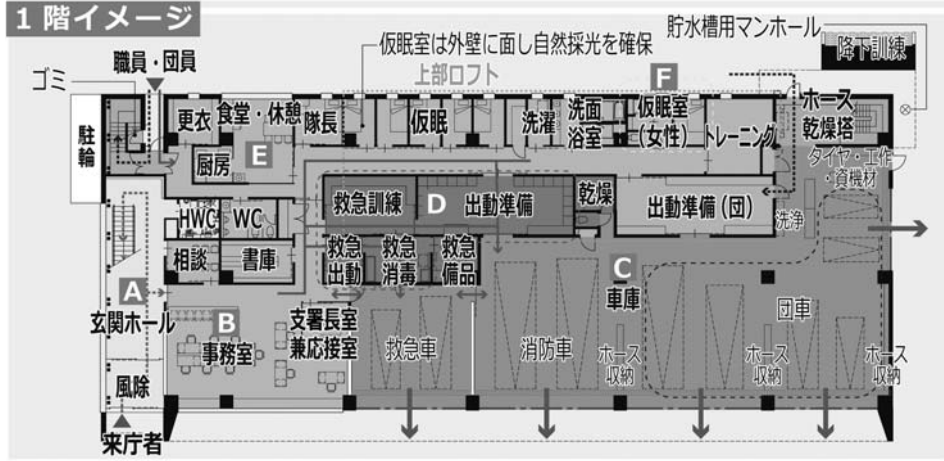 1 階イメージ
貯水槽用マンホール
降下訓練
仮眠室は外壁に面し自然採光を確保
上部ロフト
職員・団員
ゴミ
駐輪
更衣
食堂・休憩
隊長
仮眠
洗濯
洗面
浴室
F
仮眠室
(女性)
トレーニング
ホース
乾燥塔
タイヤ・工作
・資機材
厨房
E
救急訓練
D
出動準備
乾燥
出動準備(団)
洗浄
HWC
WC
相談
書庫
救急
出動
救急
消毒
救急
備品
C
車庫
団車
A
玄関ホール
B
事務室
支署長室
兼応接室
救急車
消防車
ホース
収納
ホース
収納
ホース
収納
風除
来庁者